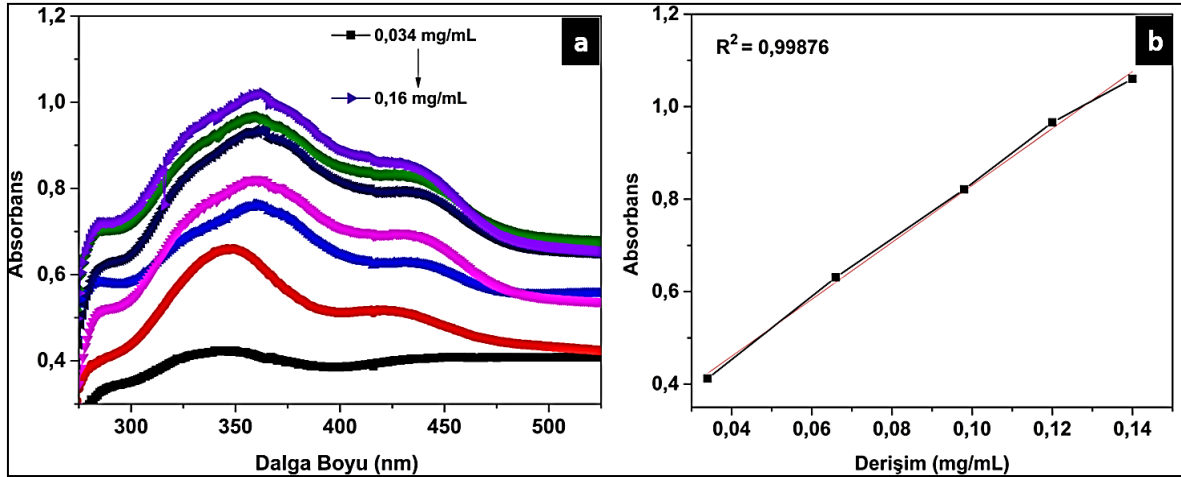 a
0,034 mg/mL
0,16 mg/mL
1,2
1,0
0,8
0,6
0,4
Absorbans
300 350 400 450 500
Dalga Boyu (nm)
b
R² = 0,99876
1,2
1,0
0,8
0,6
0,4
Absorbans
0,04 0,06 0,08 0,10 0,12 0,14
Derişim (mg/mL)